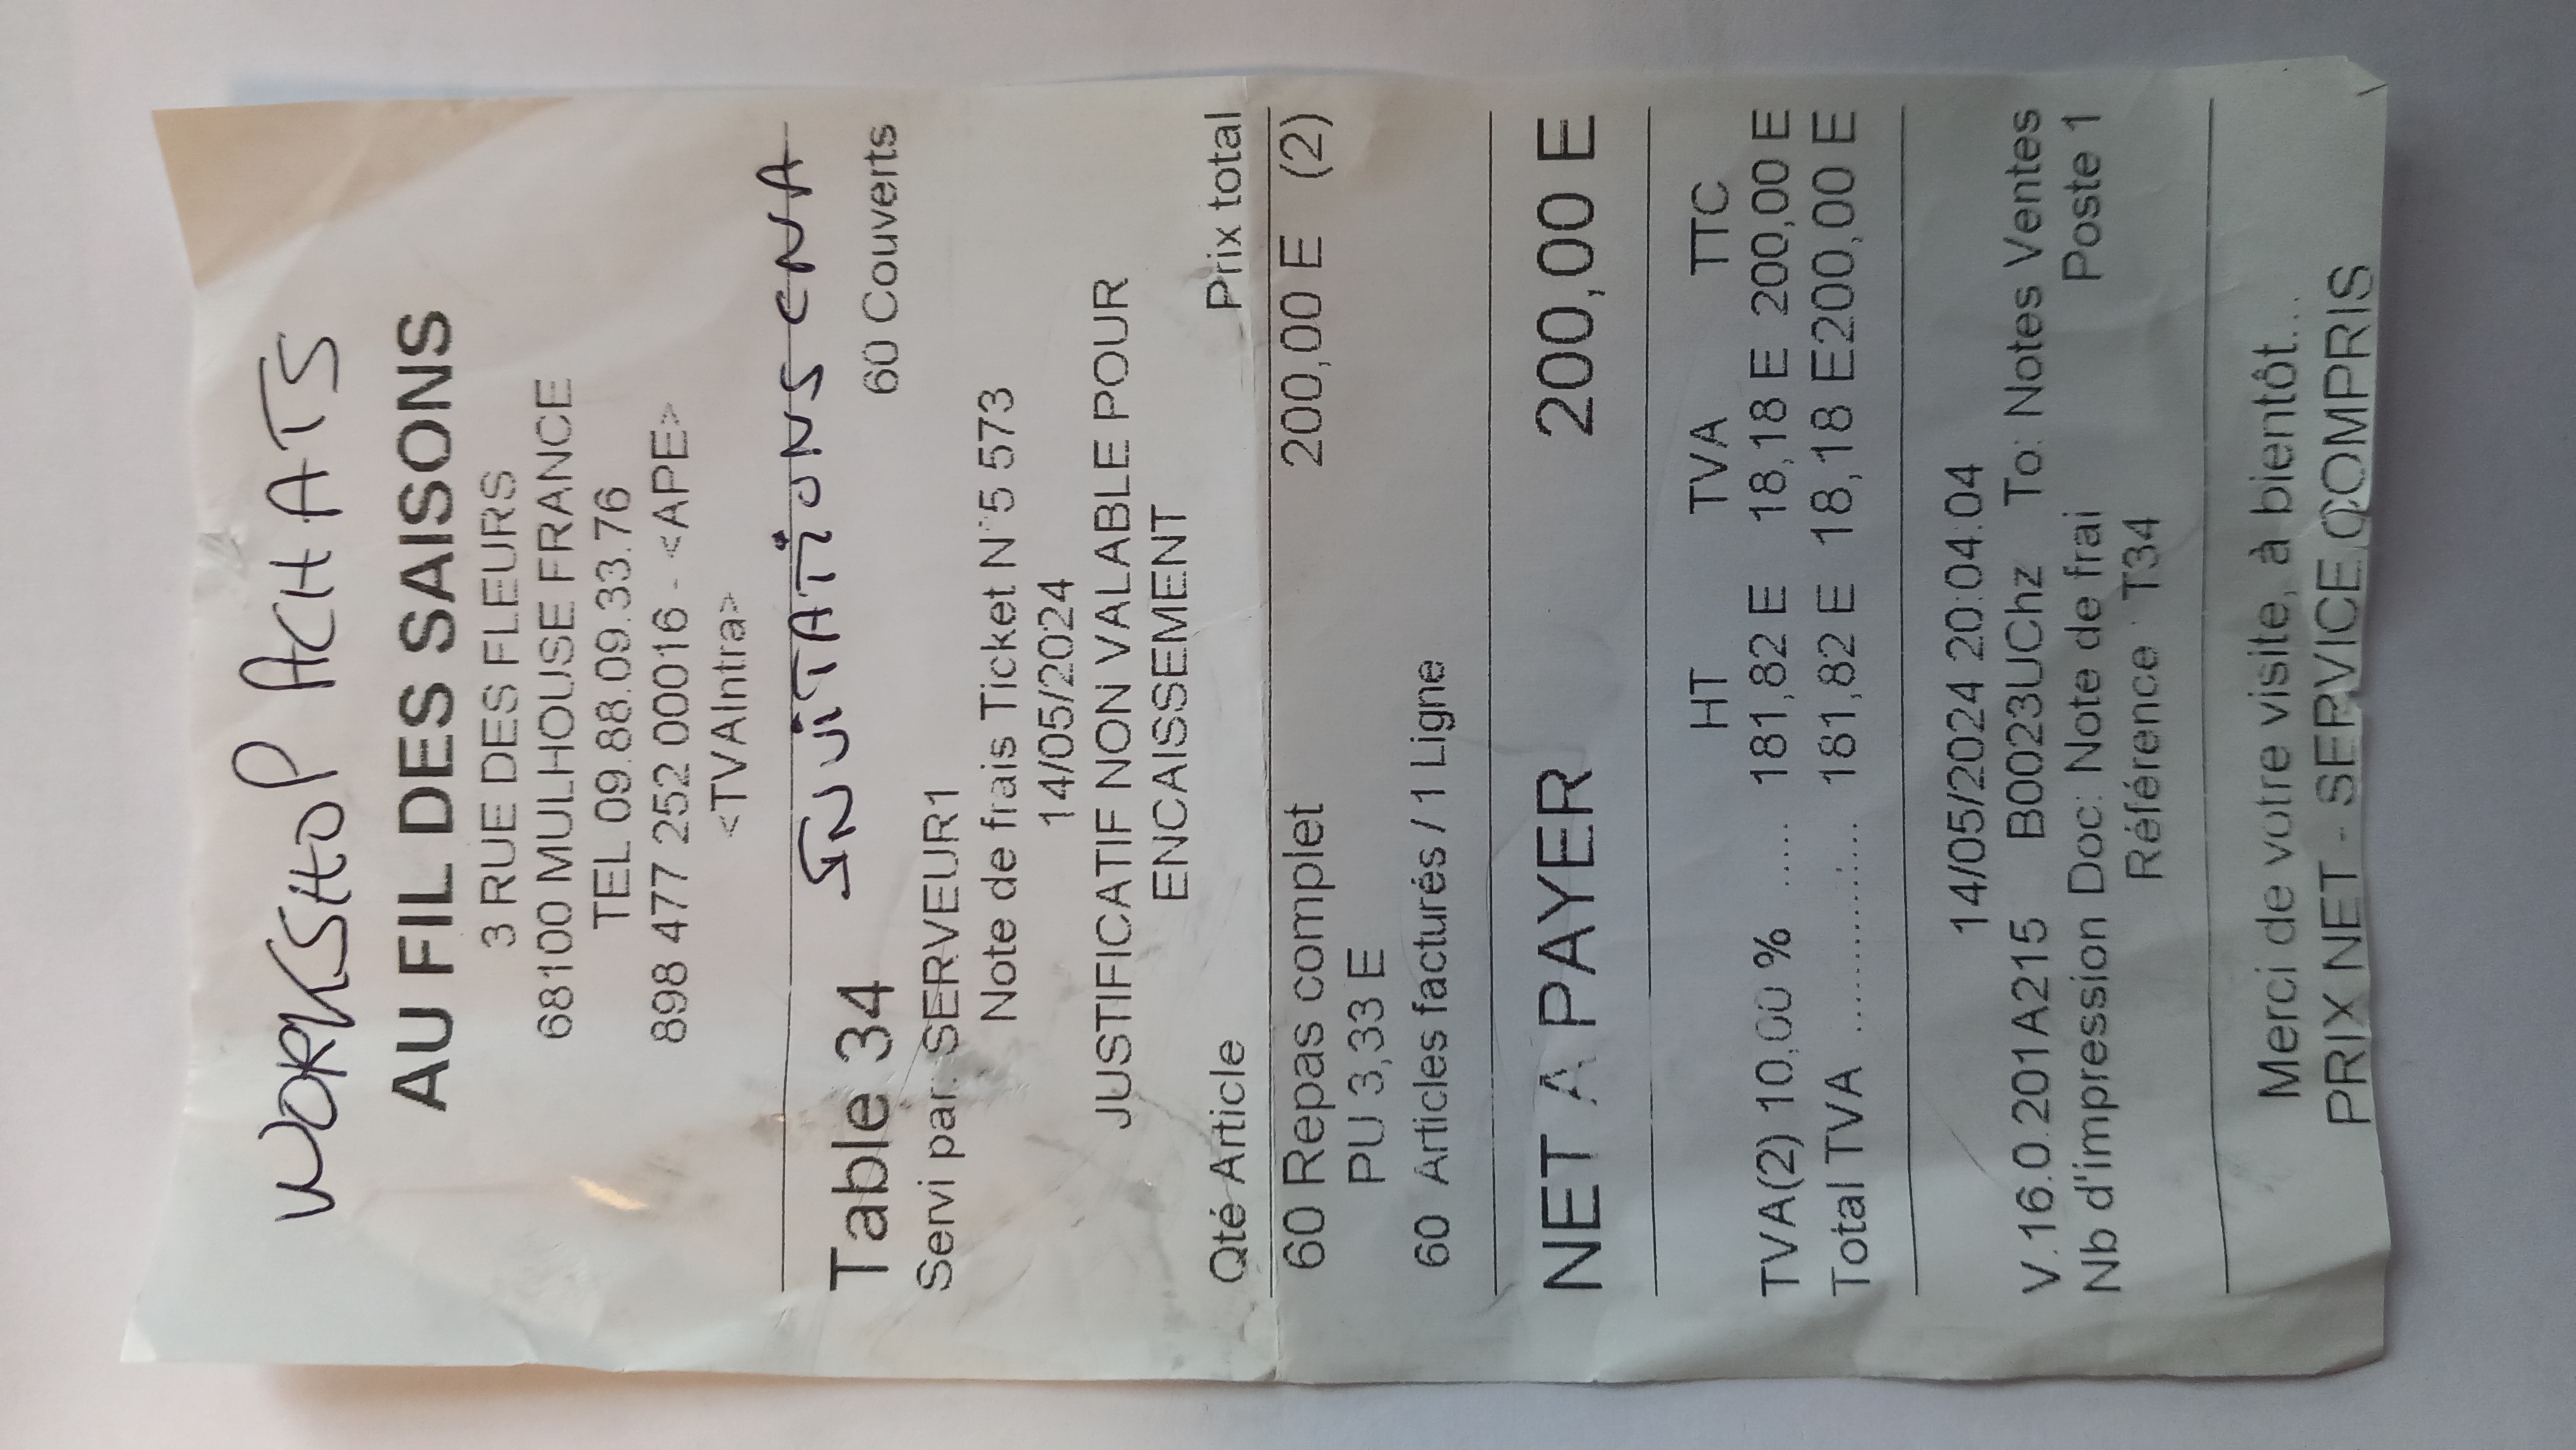 WORKSHOP ACHATS
AU FIL DES SAISONS
3 RUE DES FLEURS
68100 MULHOUSE FRANCE
TEL 09.88.09.33.76
898 477 252 00016 - <APE>
<TVAIntra>
INVITATIONS CNA
Table 34 60 Couverts
Servi par: SERVEUR1
Note de frais Ticket N°5 573
14/05/2024
JUSTIFICATIF NON VALABLE POUR
ENCAISSEMENT
Qté Article Prix total
60 Repas complet 200,00 E (2)
PU 3,33 E
60 Articles facturés / 1 Ligne
NET A PAYER 200,00 E
HT TVA TTC
TVA(2) 10,00 % ..... 181,82 E 18,18 E 200,00 E
Total TVA ............... 181,82 E 18,18 E200,00 E
14/05/2024 20:04:04
V.16.0.201A215 B0023UChz To: Notes Ventes
Nb d'impression Doc: Note de frai Poste 1
Référence T34
Merci de votre visite, à bientôt...
PRIX NET - SERVICE COMPRIS